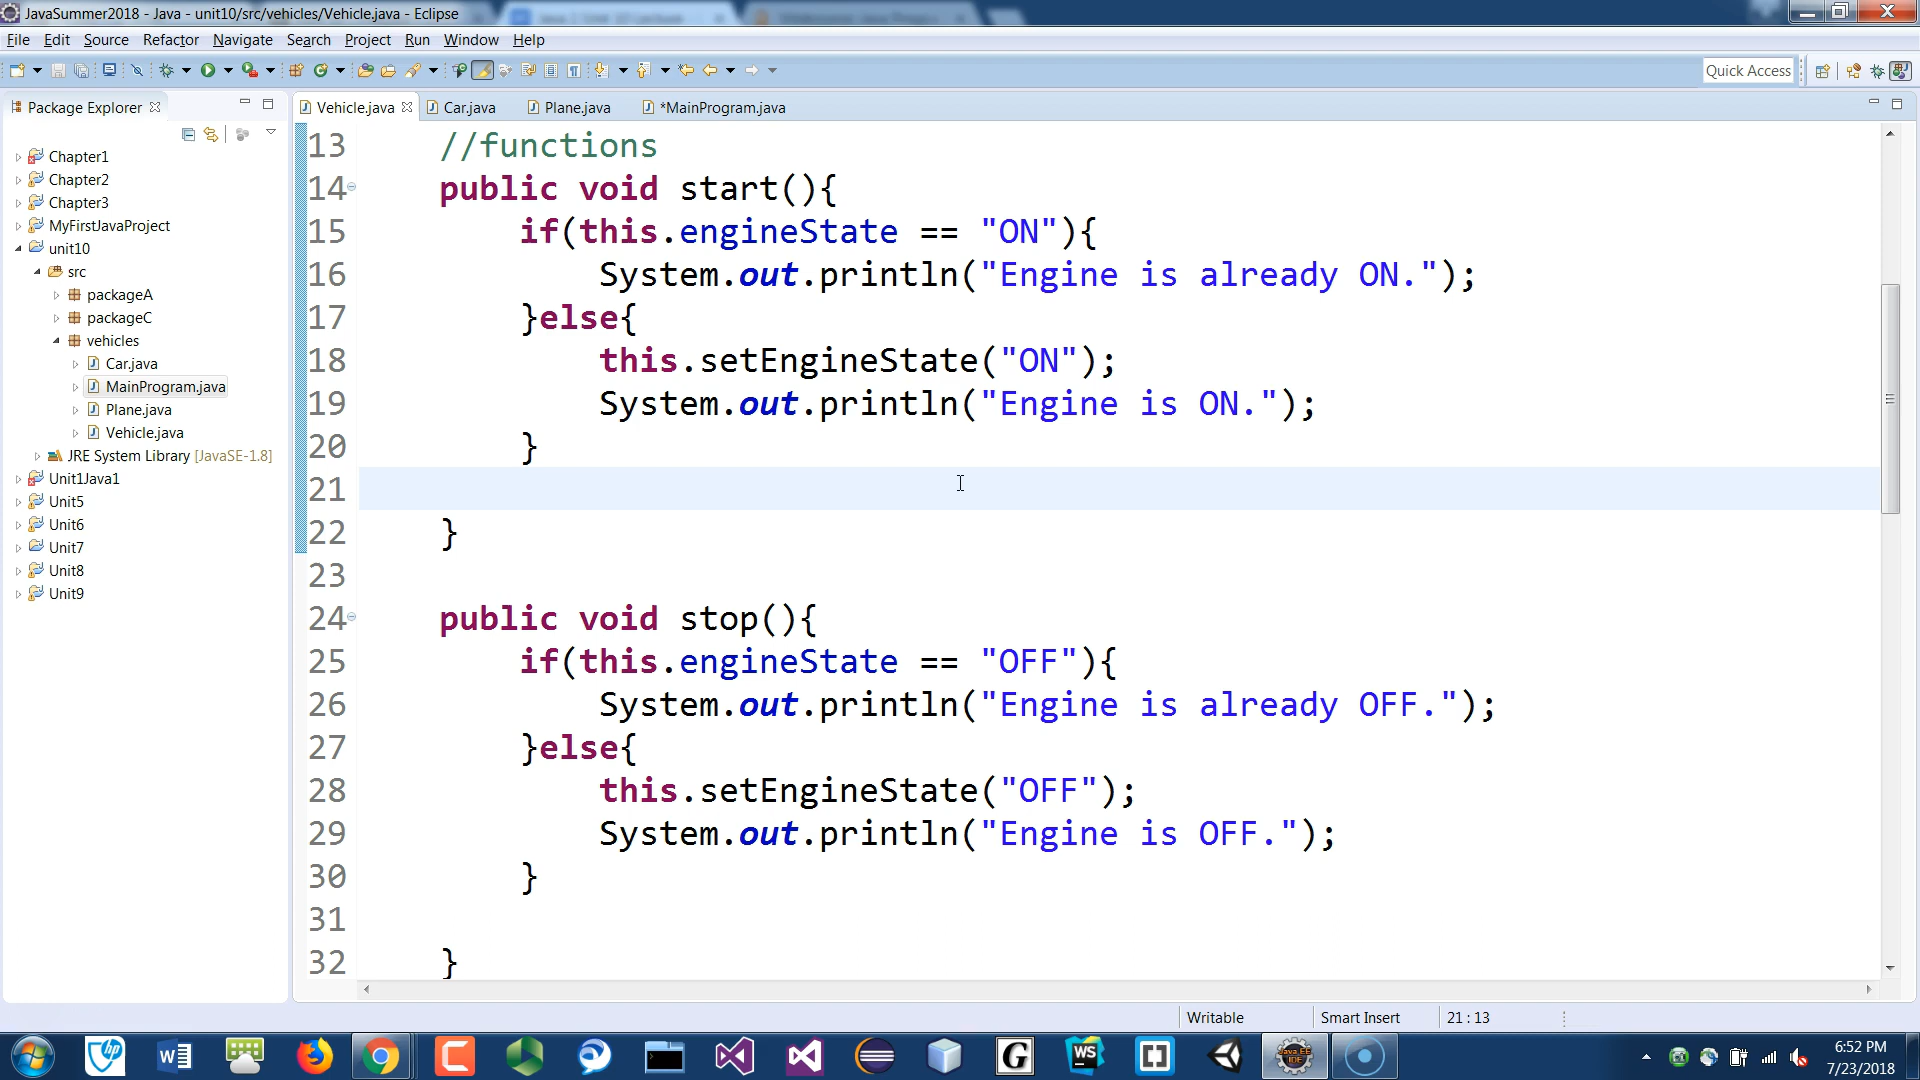 JavaSummer2018 - Java - unit10/src/vehicles/Vehicle.java - Eclipse
File Edit Source Refactor Navigate Search Project Run Window Help
Quick Access
Package Explorer
Vehicle.java Car.java Plane.java *MainProgram.java
Chapter1
Chapter2
Chapter3
MyFirstJavaProject
unit10
src
packageA
packageC
vehicles
Car.java
MainProgram.java
Plane.java
Vehicle.java
JRE System Library [JavaSE-1.8]
Unit1Java1
Unit5
Unit6
Unit7
Unit8
Unit9
13 //functions
14 public void start(){
15 if(this.engineState == "ON"){
16 System.out.println("Engine is already ON.");
17 }else{
18 this.setEngineState("ON");
19 System.out.println("Engine is ON.");
20 }
21
22 }
23
24 public void stop(){
25 if(this.engineState == "OFF"){
26 System.out.println("Engine is already OFF.");
27 }else{
28 this.setEngineState("OFF");
29 System.out.println("Engine is OFF.");
30 }
31
32 }
Writable Smart Insert 21 : 13
6:52 PM
7/23/2018